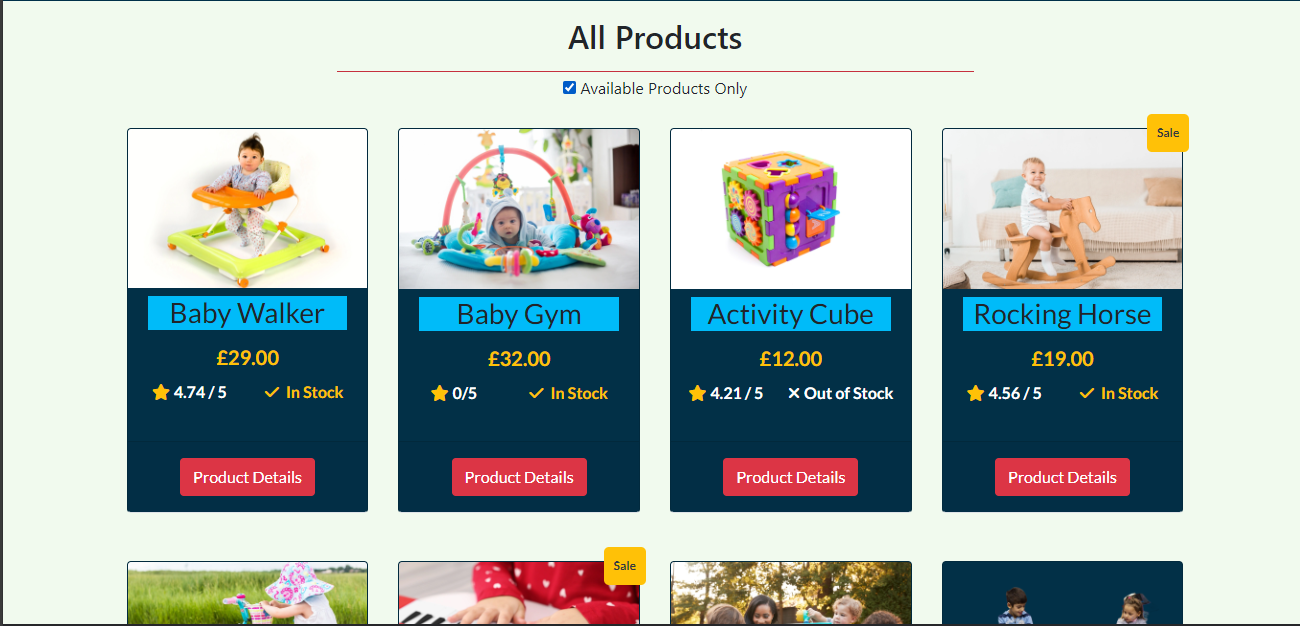 All Products
Available Products Only
Sale
Baby Walker
Baby Gym
Activity Cube
Rocking Horse
£29.00
£32.00
£12.00
£19.00
4.74 / 5
In Stock
0/5
In Stock
4.21 / 5
Out of Stock
4.56 / 5
In Stock
Product Details
Product Details
Product Details
Product Details
Sale